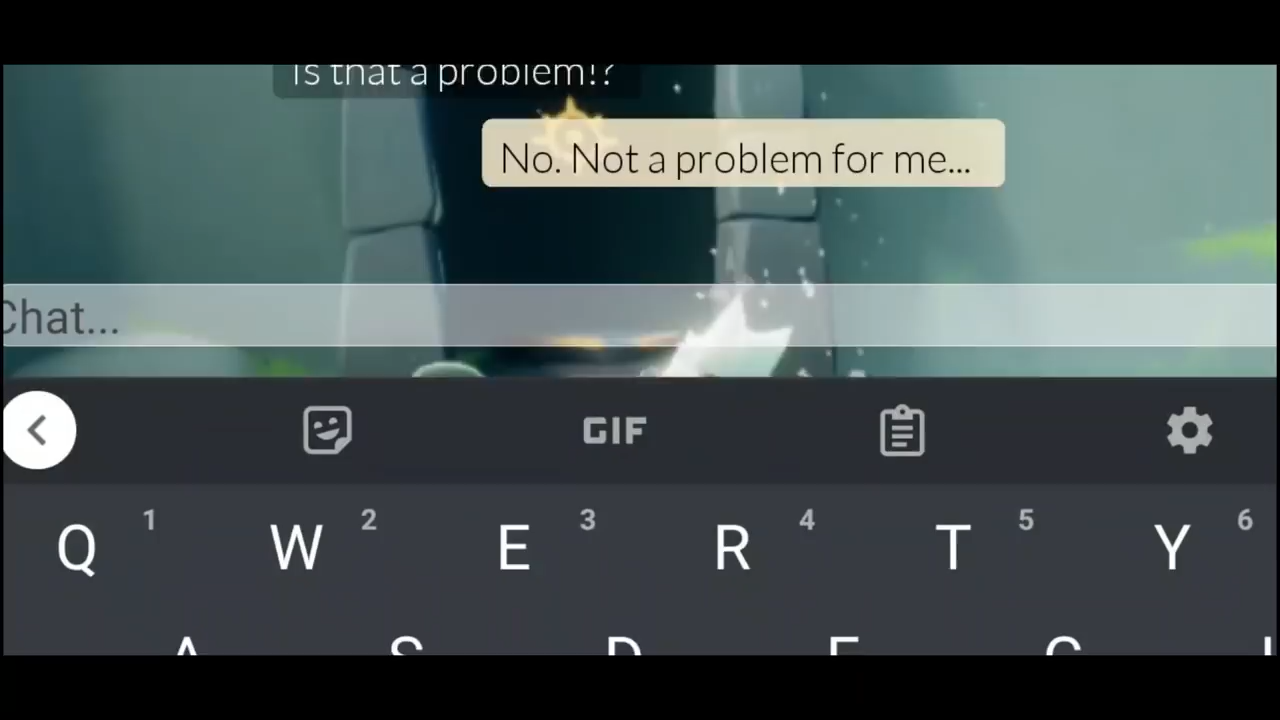 Is that a problem!?
No. Not a problem for me...
Chat...
GIF
Q 1 W 2 E 3 R 4 T 5 Y 6
A S D F G